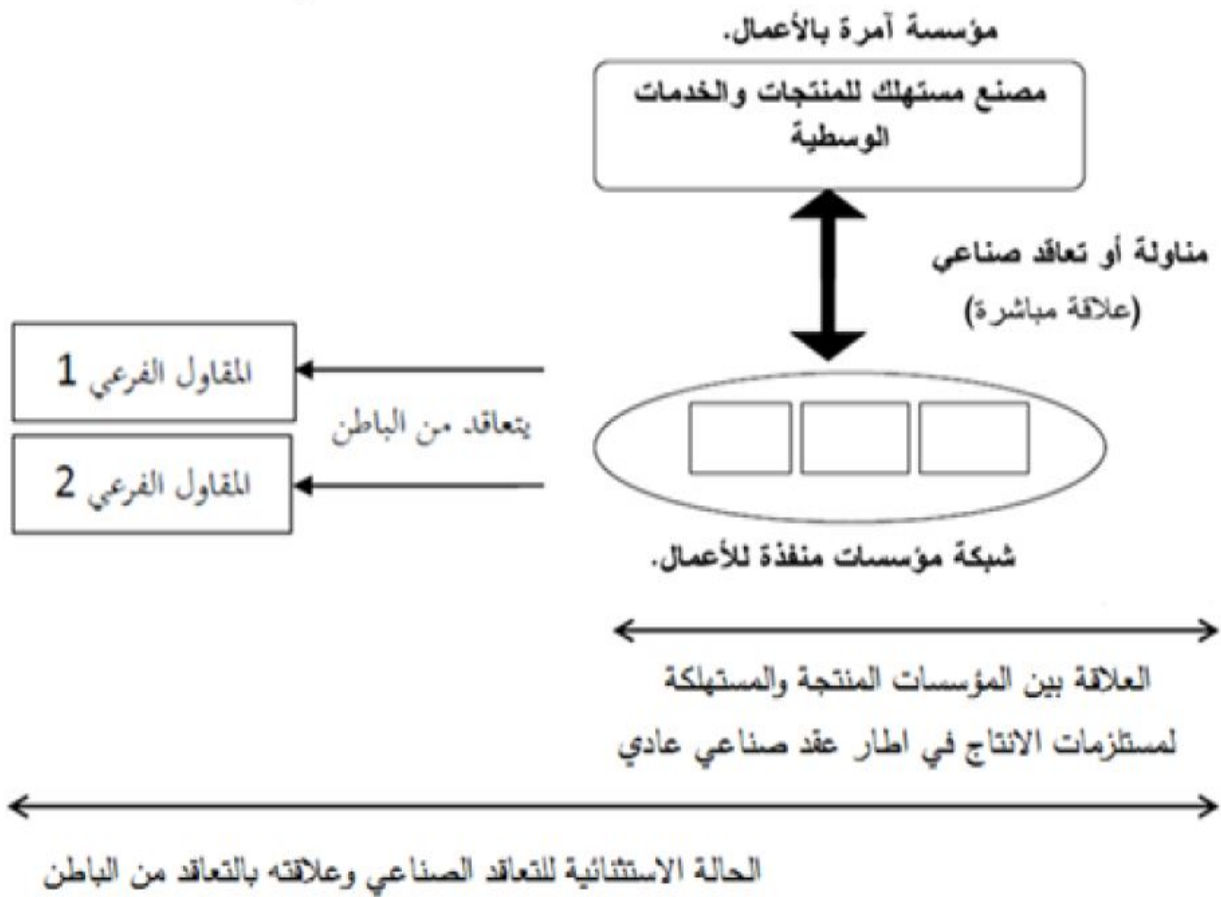 مؤسسة آمرة بالأعمال.
مصنع مستهلك للمنتجات والخدمات
الوسطية
مناولة أو تعاقد صناعي
(علاقة مباشرة)
المقاول الفرعي 1
يتعاقد من الباطن
المقاول الفرعي 2
شبكة مؤسسات منفذة للأعمال.
العلاقة بين المؤسسات المنتجة والمستهلكة
لمستلزمات الانتاج في اطار عقد صناعي عادي
الحالة الاستثنائية للتعاقد الصناعي وعلاقته بالتعاقد من الباطن